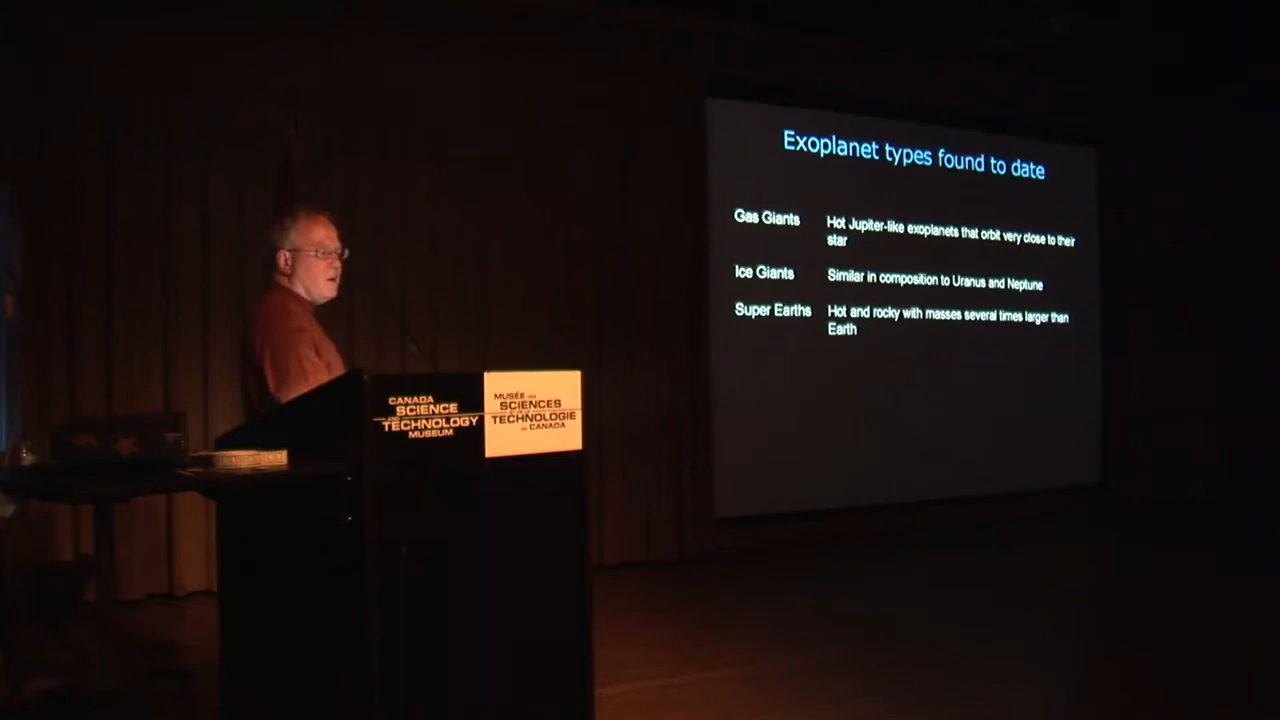 Exoplanet types found to date
Gas Giants
Hot Jupiter-like exoplanets that orbit very close to their
star
Ice Giants
Similar in composition to Uranus and Neptune
Super Earths
Hot and rocky with masses several times larger than
Earth
CANADA
SCIENCE
AND
TECHNOLOGY
MUSEUM
MUSÉE DES
SCIENCES
TECHNOLOGIE
DU CANADA